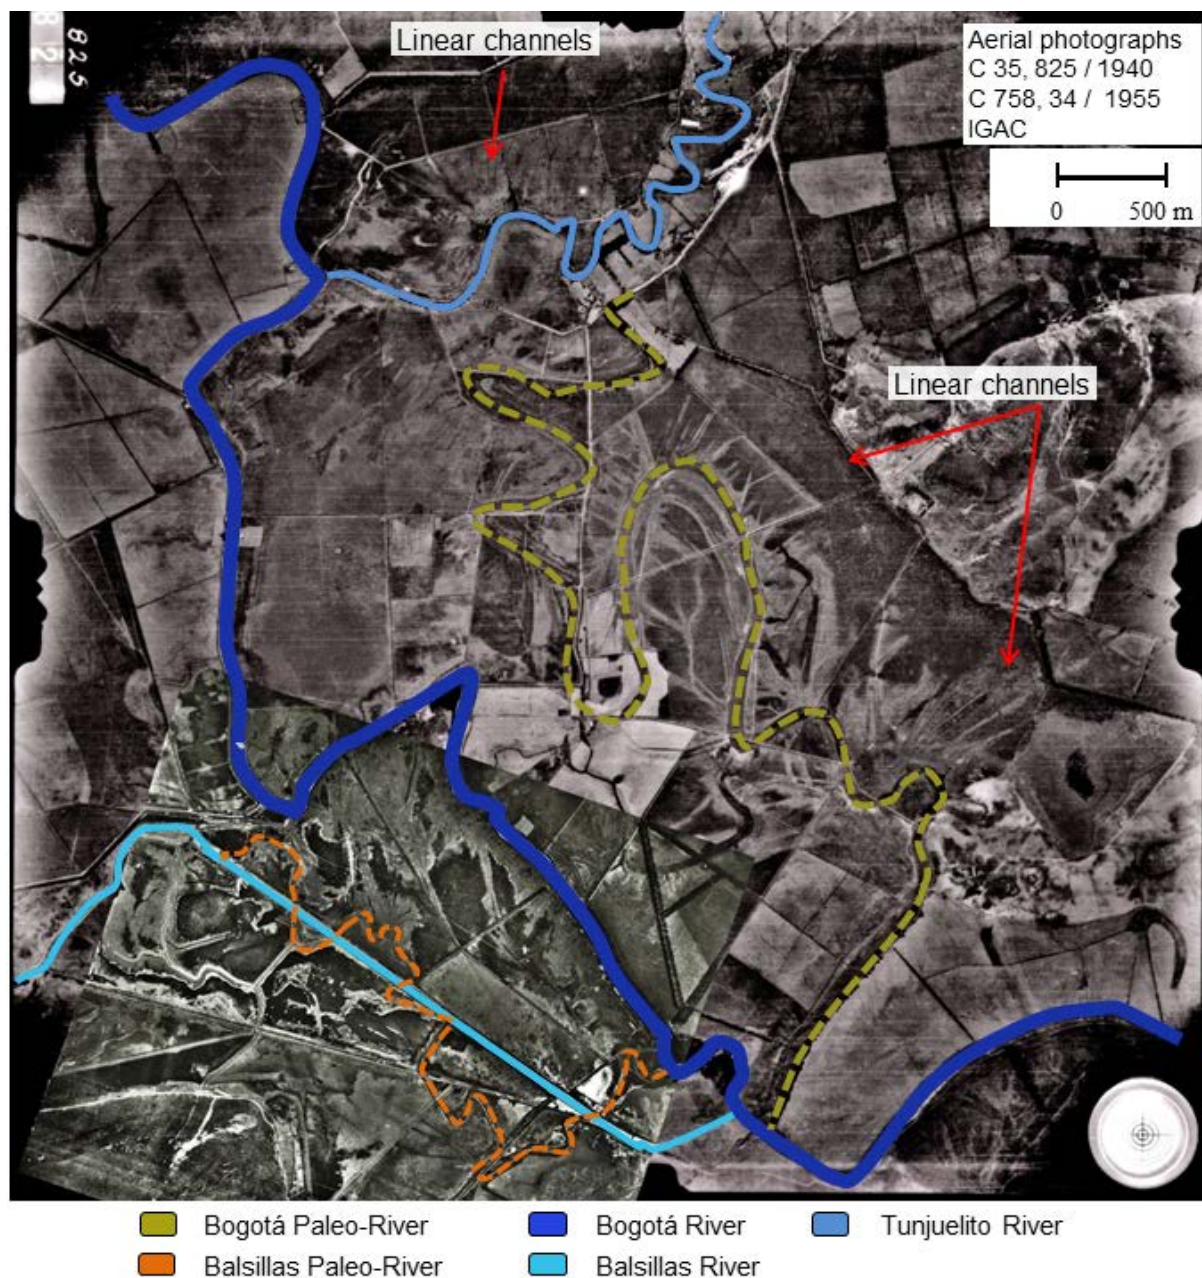 825
Linear channels
Aerial photographs
C 35, 825 / 1940
C 758, 34 / 1955
IGAC
0 500 m
Linear channels
Bogotá Paleo-River
Bogotá River
Tunjuelito River
Balsillas Paleo-River
Balsillas River